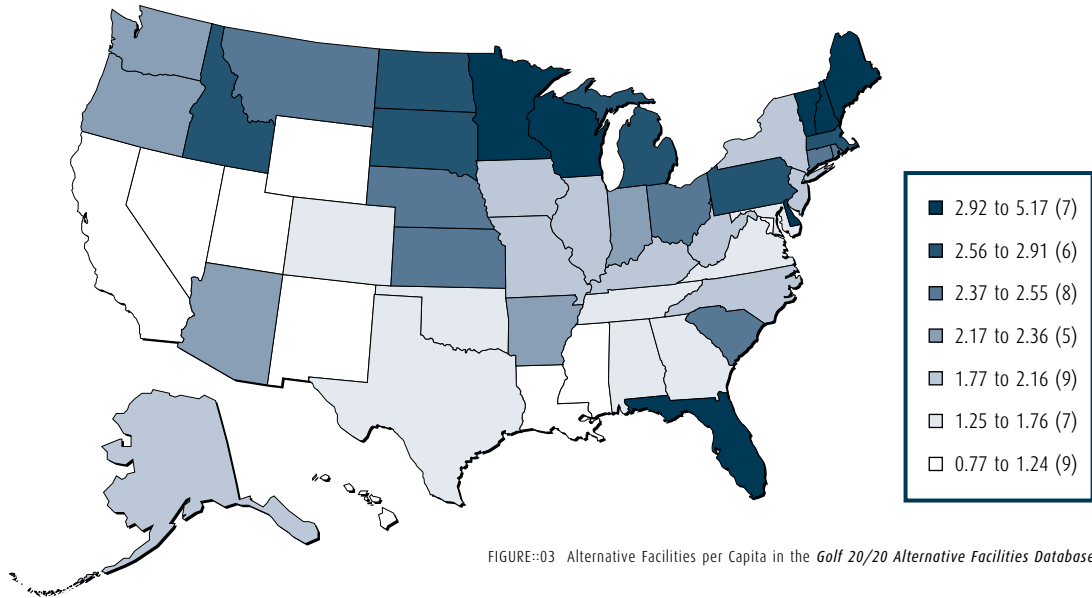 2.92 to 5.17 (7)
2.56 to 2.91 (6)
2.37 to 2.55 (8)
2.17 to 2.36 (5)
1.77 to 2.16 (9)
1.25 to 1.76 (7)
0.77 to 1.24 (9)
FIGURE::03 Alternative Facilities per Capita in the Golf 20/20 Alternative Facilities Database